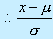 ∴ (x − μ) / σ